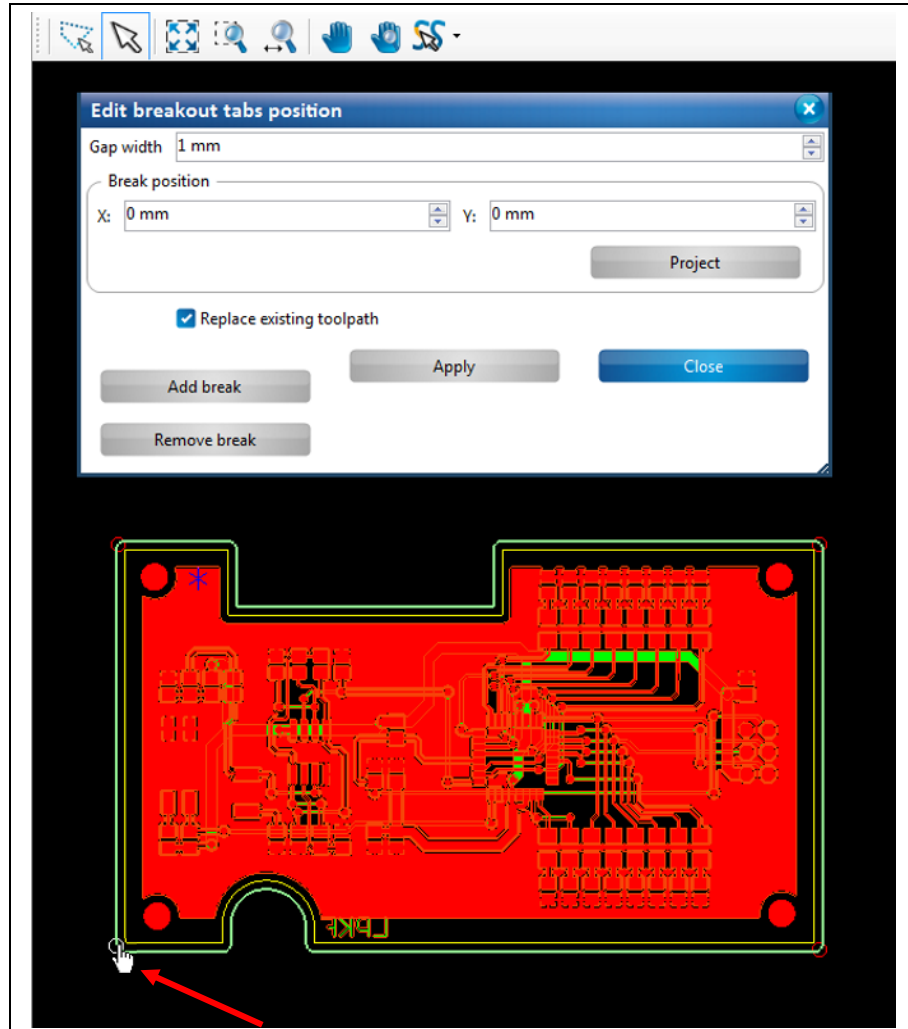 Edit breakout tabs position
Gap width 1 mm
Break position
X: 0 mm Y: 0 mm
Project
Replace existing toolpath
Apply Close
Add break
Remove break
LPKF